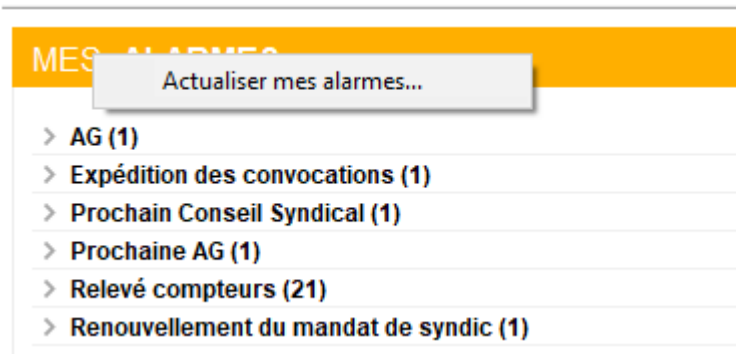 MES ALARMES
Actualiser mes alarmes...
AG (1)
Expédition des convocations (1)
Prochain Conseil Syndical (1)
Prochaine AG (1)
Relevé compteurs (21)
Renouvellement du mandat de syndic (1)